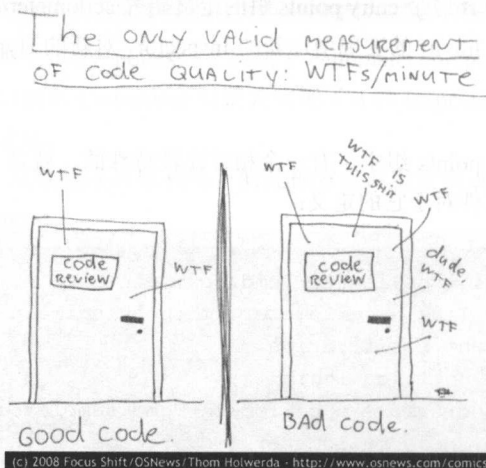 The ONLY VALID MEASUREMENT
OF Code QUALITY: WTFs/MINUTE
WTF
code
REVIEW
WTF
Good code.
WTF
WTF IS
THIS SHIT
WTF
code
REVIEW
dude
WTF
WTF
BAd code.
(c) 2008 Focus Shift/OSNews/Thom Holwerda - http://www.osnews.com/comics